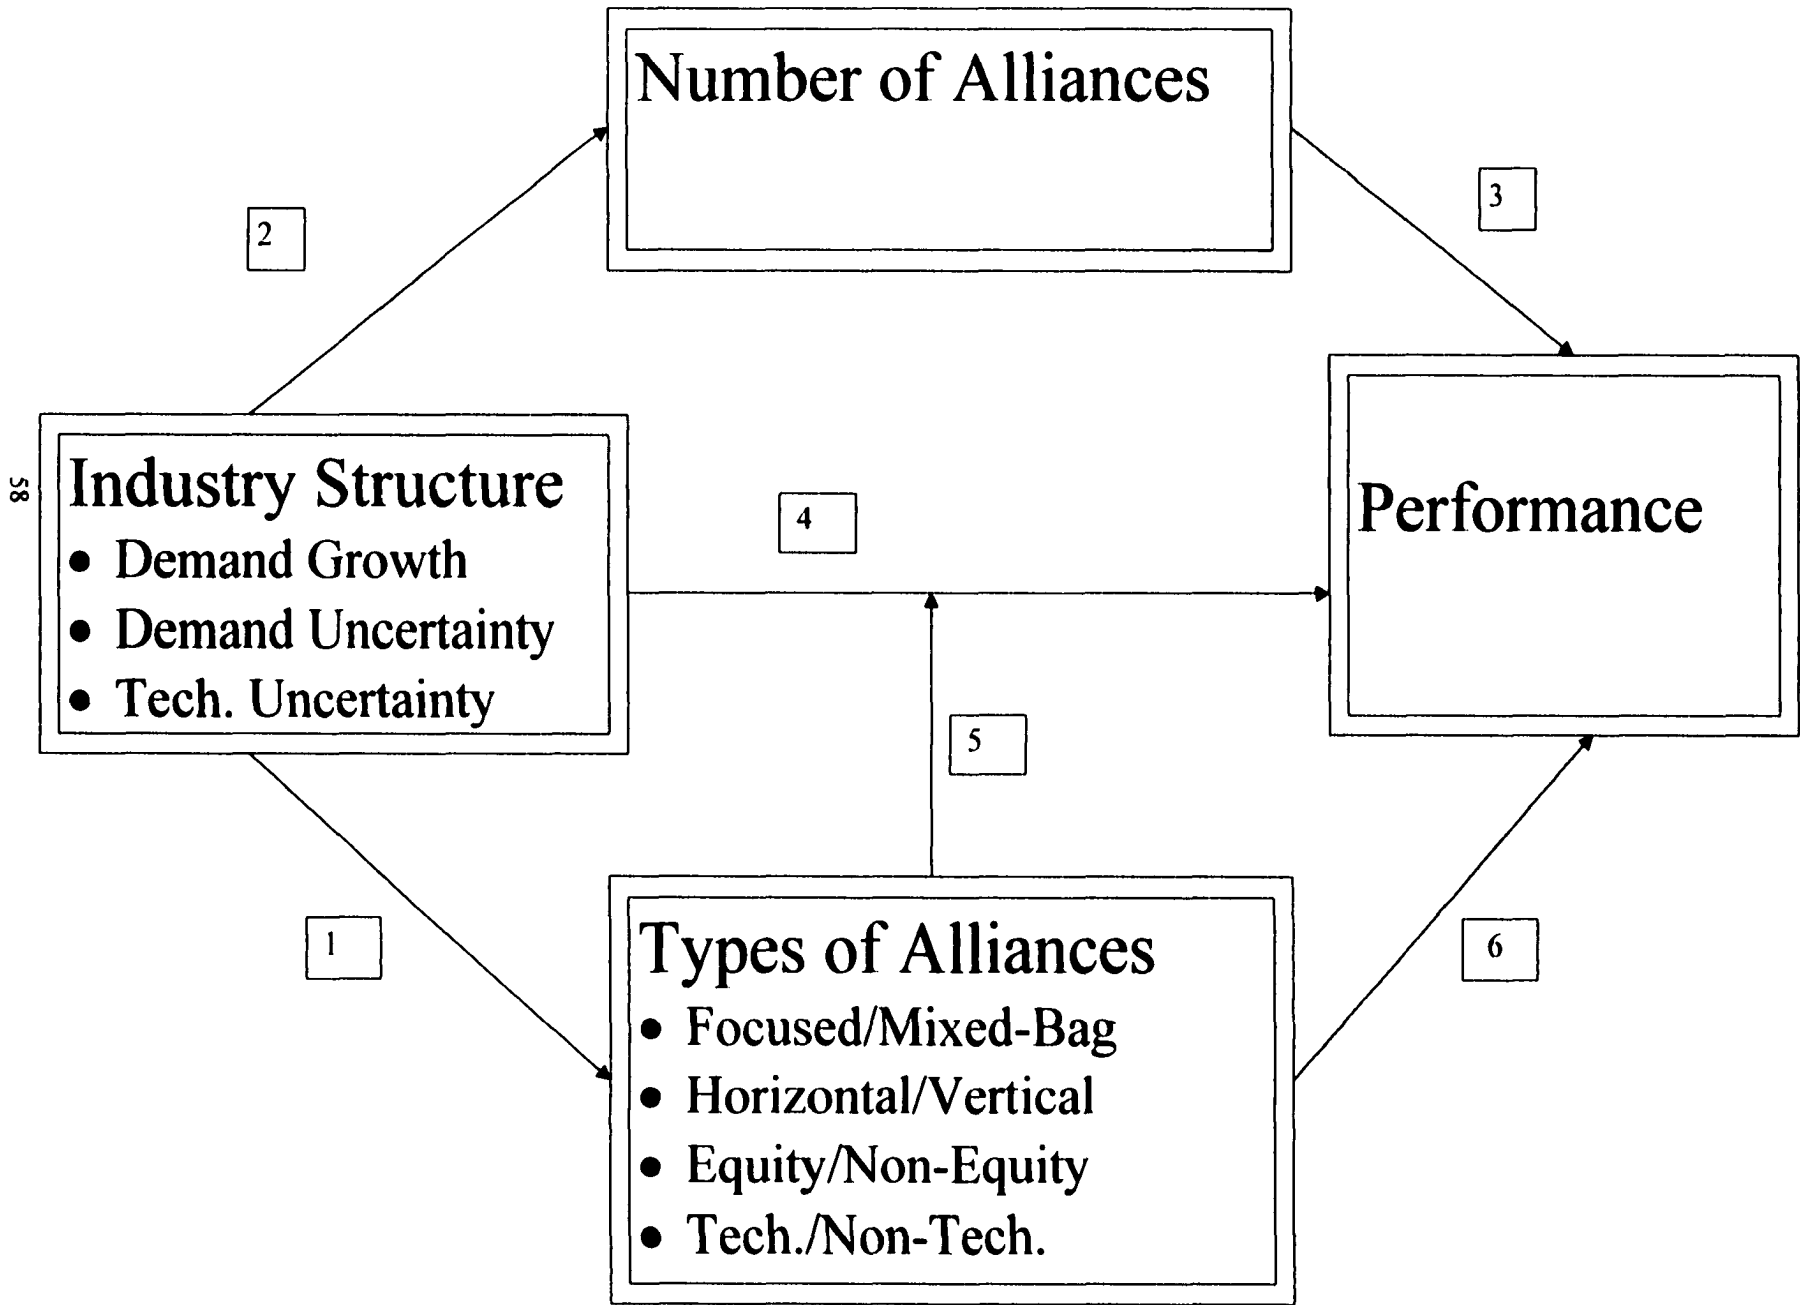 Number of Alliances
2
3
58
Industry Structure
• Demand Growth
• Demand Uncertainty
• Tech. Uncertainty
4
Performance
5
1
Types of Alliances
• Focused/Mixed-Bag
• Horizontal/Vertical
• Equity/Non-Equity
• Tech./Non-Tech.
6